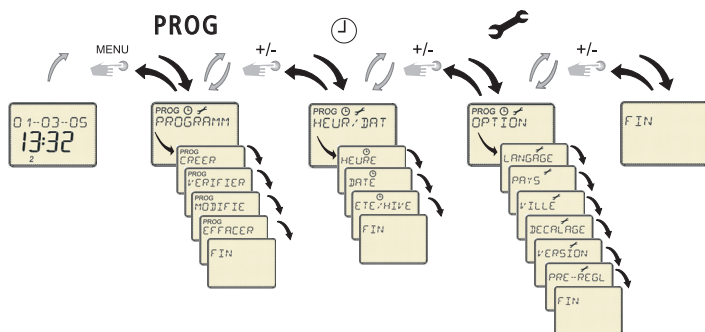 PROG
MENU
+/-
+/-
+/-
01-03-05
13:32
2
PROG
PROGRAMM
PROG
CREER
PROG
VERIFIER
PROG
MODIFIE
PROG
EFFACER
FIN
PROG
HEUR/DAT
HEURE
DATE
ETE/HIVE
FIN
PROG
OPTION
LANGAGE
PAYS
VILLE
DECALAGE
VERSION
PRE-REGL
FIN
FIN